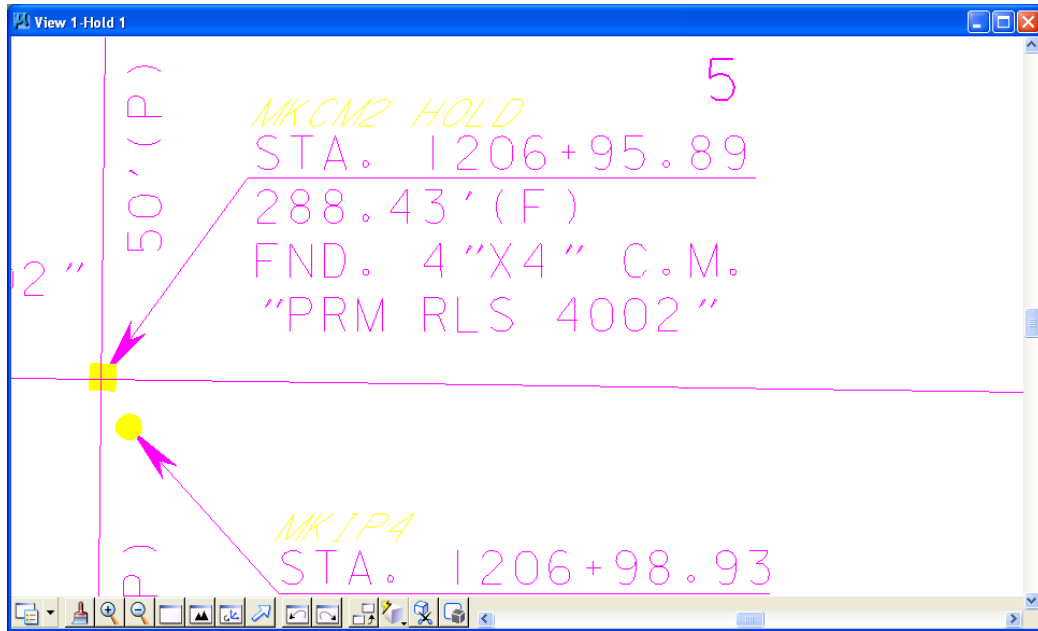 View 1-Hold 1
5
50'(P)
MKCM2 HOLD
STA. 1206+95.89
288.43'(F)
FND. 4"X4" C.M.
"PRM RLS 4002"
02"
MKIP4
STA. 1206+98.93
P)